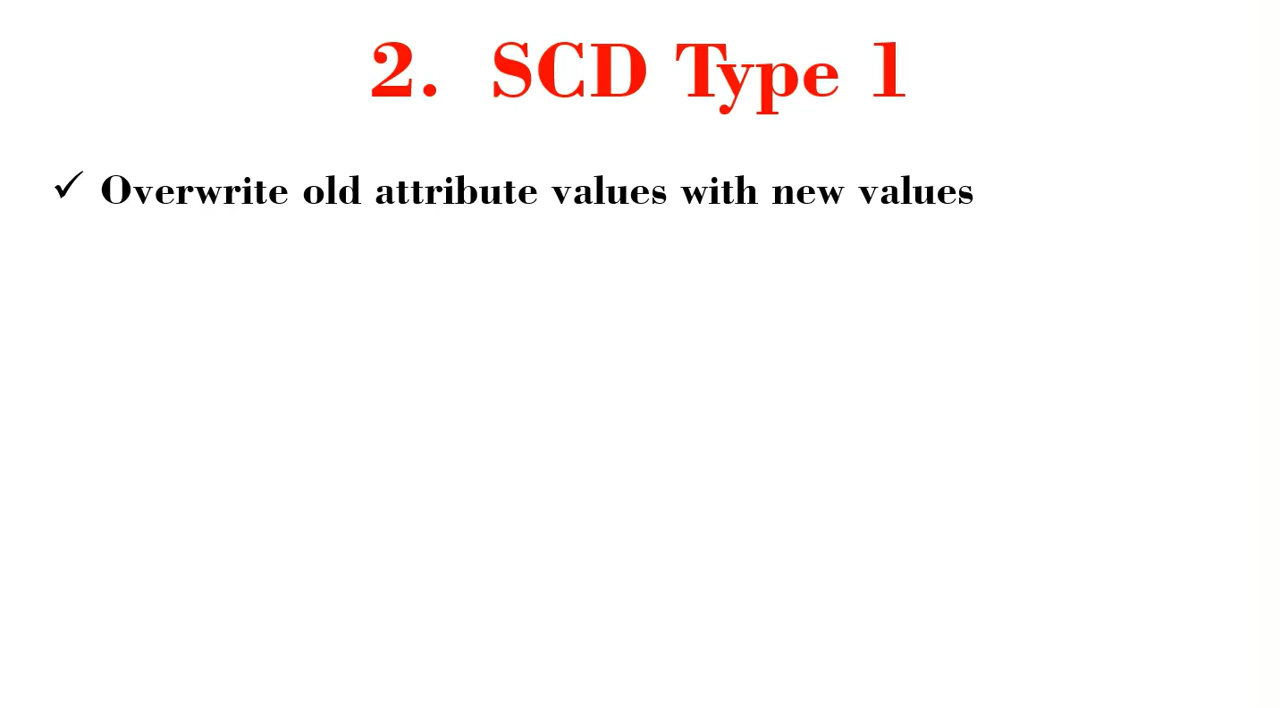 2. SCD Type 1
✓ Overwrite old attribute values with new values